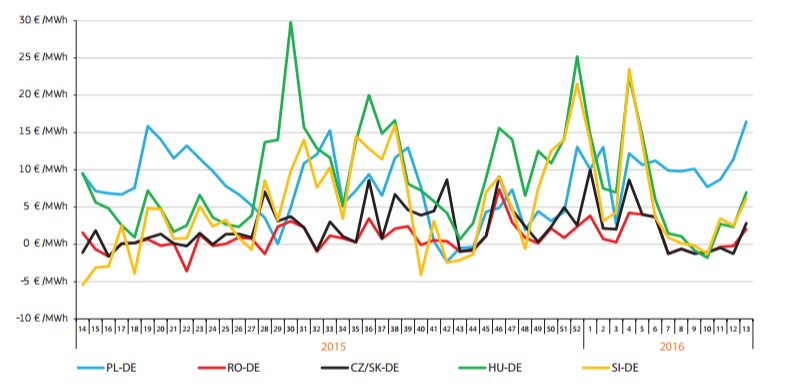 30 € /MWh
25 € /MWh
20 € /MWh
15 € /MWh
10 € /MWh
5 € /MWh
0 € /MWh
-5 € /MWh
-10 € /MWh
14 15 16 17 18 19 20 21 22 23 24 25 26 27 28 29 30 31 32 33 34 35 36 37 38 39 40 41 42 43 44 45 46 47 48 49 50 51 52 1 2 3 4 5 6 7 8 9 10 11 12 13
2015 2016
PL-DE RO-DE CZ/SK-DE HU-DE SI-DE